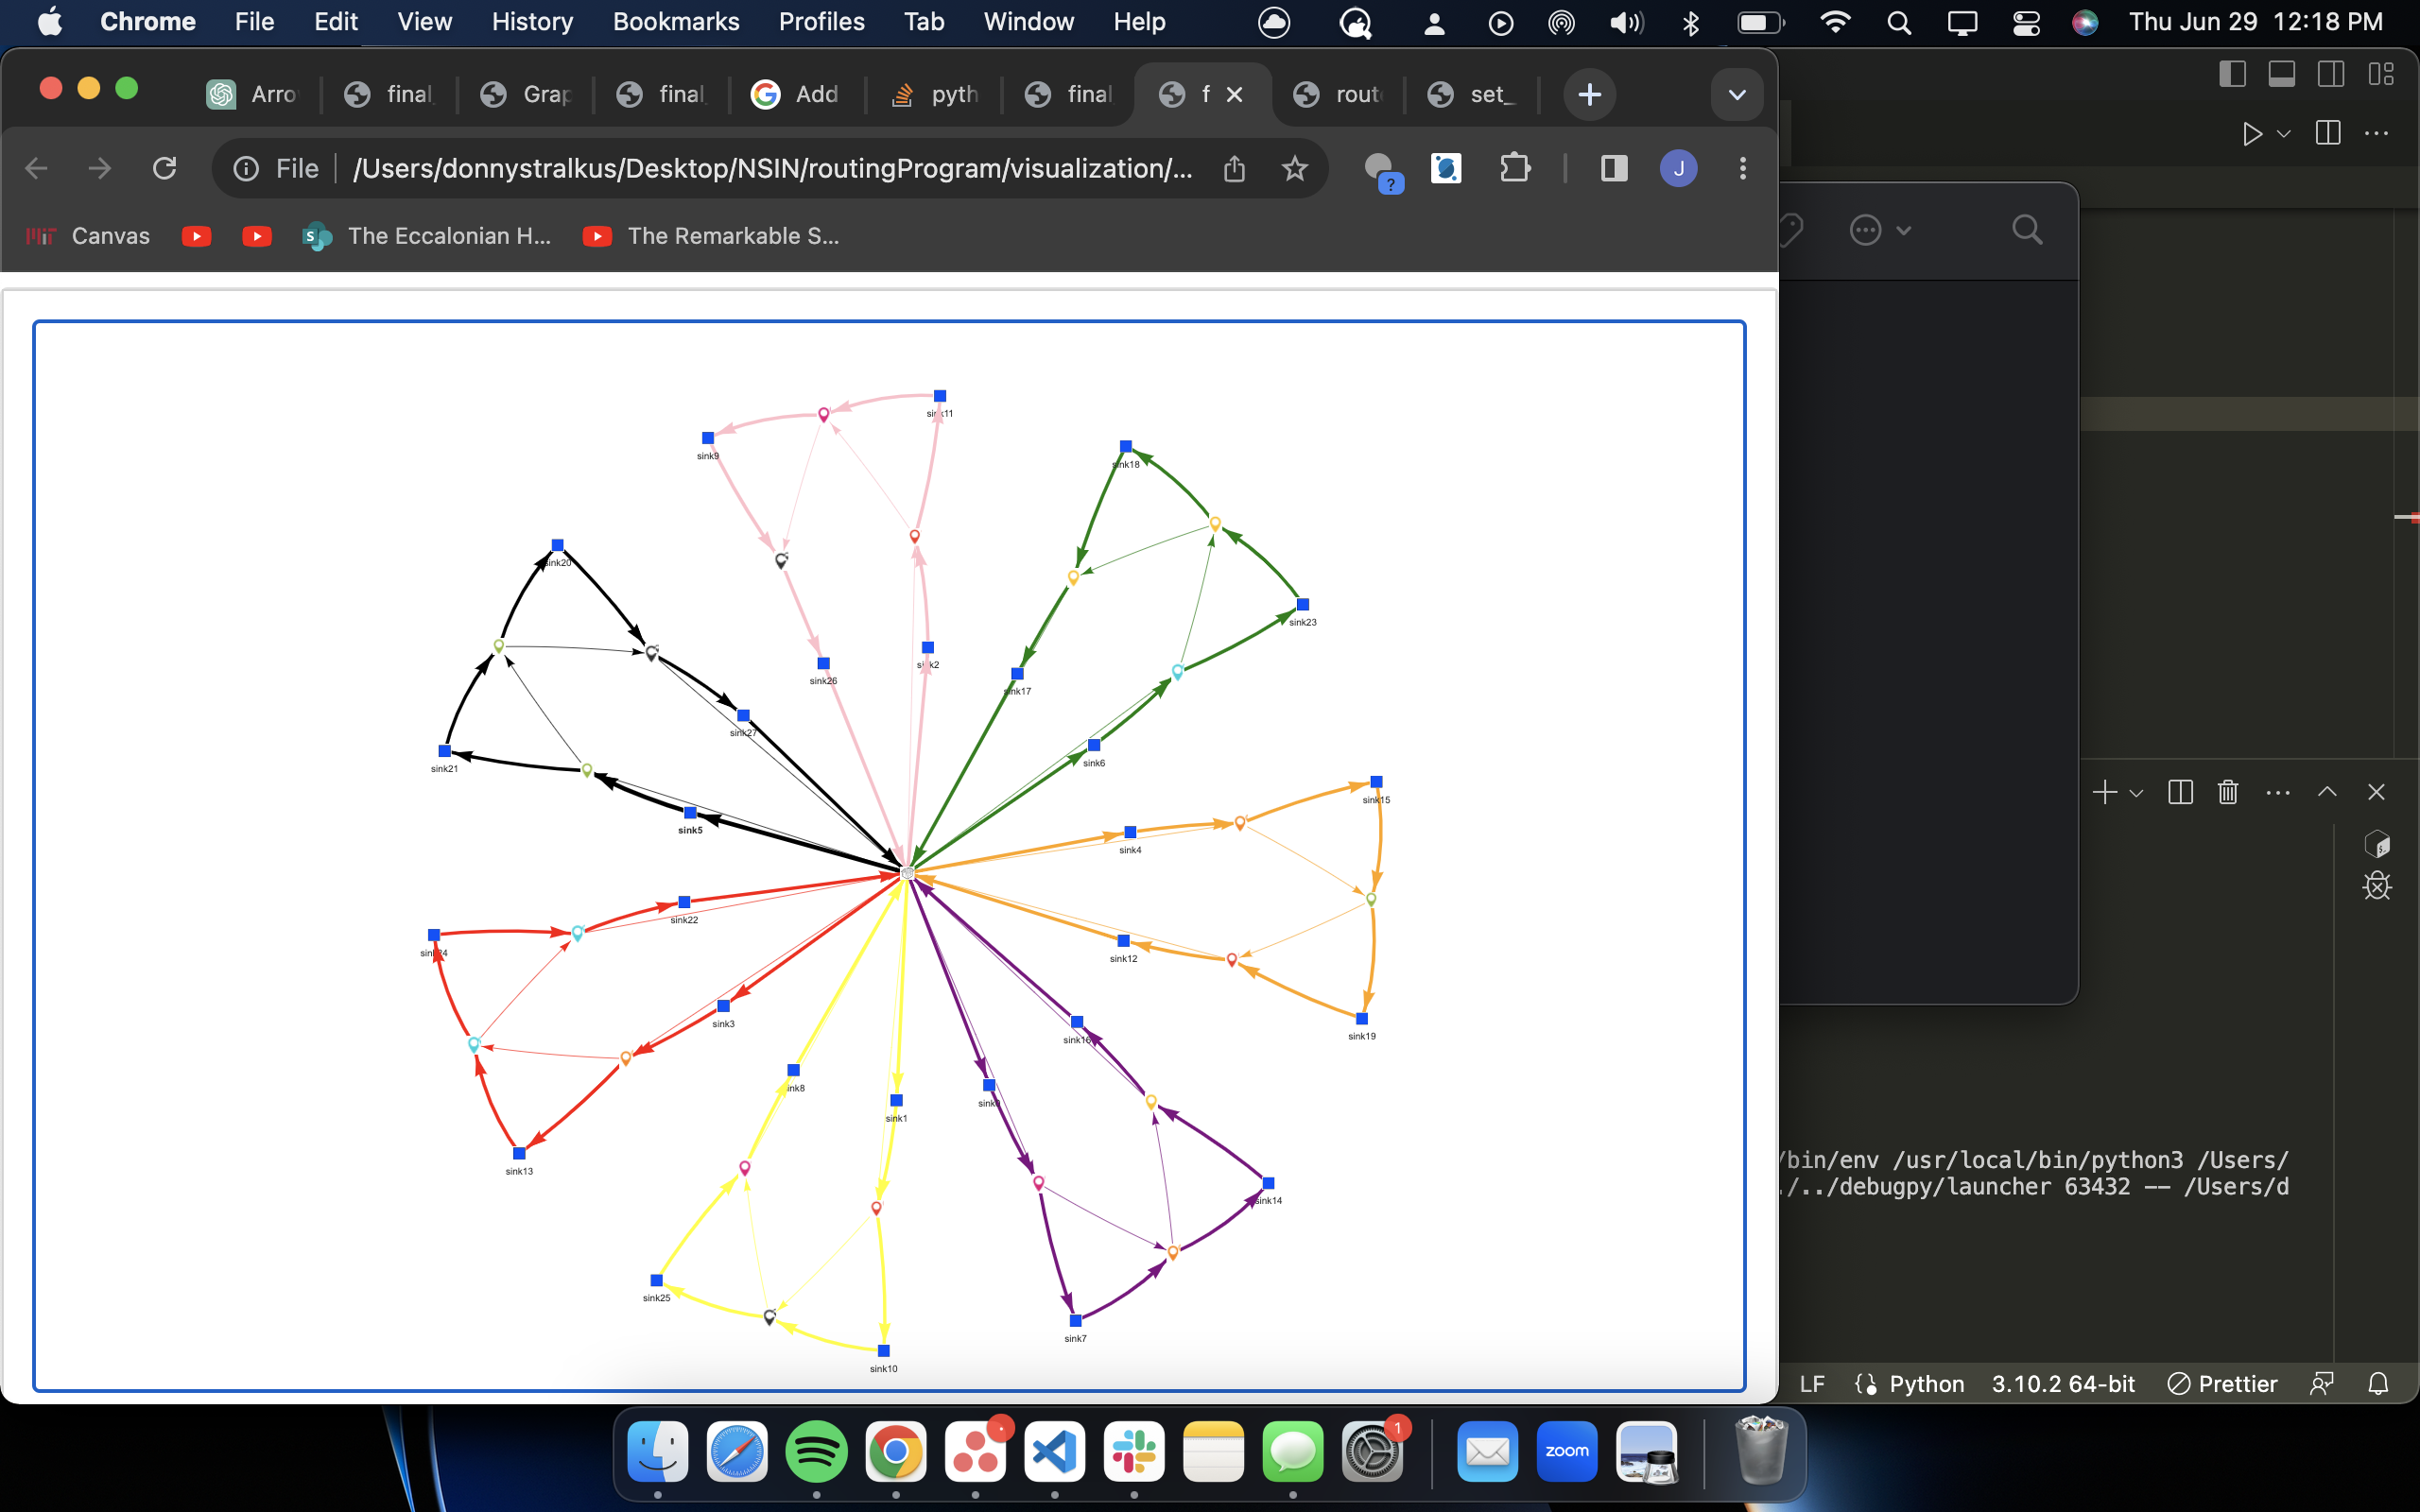 Chrome File Edit View History Bookmarks Profiles Tab Window Help Thu Jun 29 12:18 PM
Arro final Grap final Add pyth final f rout set_
File /Users/donnystralkus/Desktop/NSIN/routingProgram/visualization/... J
Canvas The Eccalonian H... The Remarkable S...
sink11
sink9
sink18
sink20
sink23
sink2
sink26
sink17
sink27
sink6
sink21
sink15
sink5
sink4
sink22
sink24
sink12
sink3
sink19
sink16
sink8
sink1
sink13
sink14
sink25
sink7
sink10
/bin/env /usr/local/bin/python3 /Users/
/../debugpy/launcher 63432 -- /Users/d
LF Python 3.10.2 64-bit Prettier
1
zoom